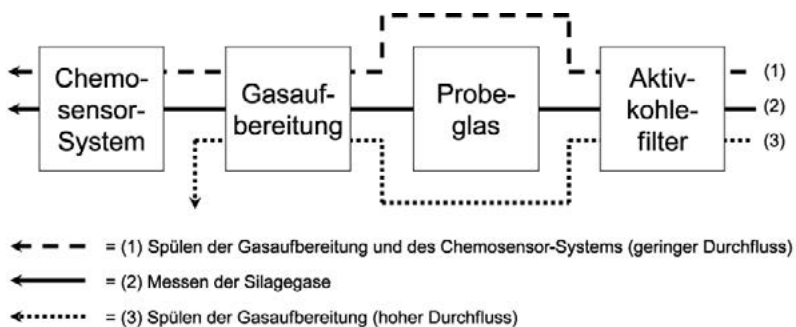 Chemo-
sensor-
System
Gasauf-
bereitung
Probe-
glas
Aktiv-
kohle-
filter
(1)
(2)
(3)
= (1) Spülen der Gasaufbereitung und des Chemosensor-Systems (geringer Durchfluss)
= (2) Messen der Silagegase
= (3) Spülen der Gasaufbereitung (hoher Durchfluss)